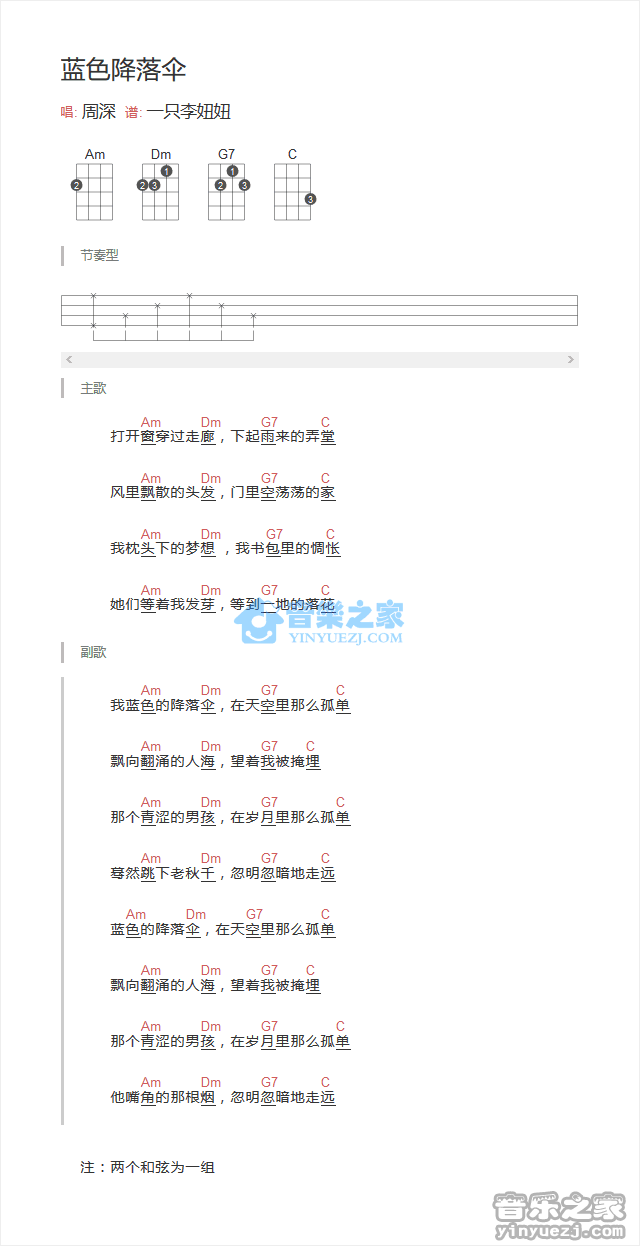 蓝色降落伞
唱: 周深 谱: 一只李妞妞
Am Dm G7 C
2 2 3 1 2 1 3 3
节奏型
主歌
Am Dm G7 C
打开窗穿过走廊，下起雨来的弄堂
Am Dm G7 C
风里飘散的头发，门里空荡荡的家
Am Dm G7 C
我枕头下的梦想，我书包里的惆怅
Am Dm G7 C
她们等着我发芽，等到一地的落花
音樂之家
YINYUEZJ.COM
副歌
Am Dm G7 C
我蓝色的降落伞，在天空里那么孤单
Am Dm G7 C
飘向翻涌的人海，望着我被掩埋
Am Dm G7 C
那个青涩的男孩，在岁月里那么孤单
Am Dm G7 C
蓦然跳下老秋千，忽明忽暗地走远
Am Dm G7 C
蓝色的降落伞，在天空里那么孤单
Am Dm G7 C
飘向翻涌的人海，望着我被掩埋
Am Dm G7 C
那个青涩的男孩，在岁月里那么孤单
Am Dm G7 C
他嘴角的那根烟，忽明忽暗地走远
注：两个和弦为一组
音乐之家
yinyuezj.com